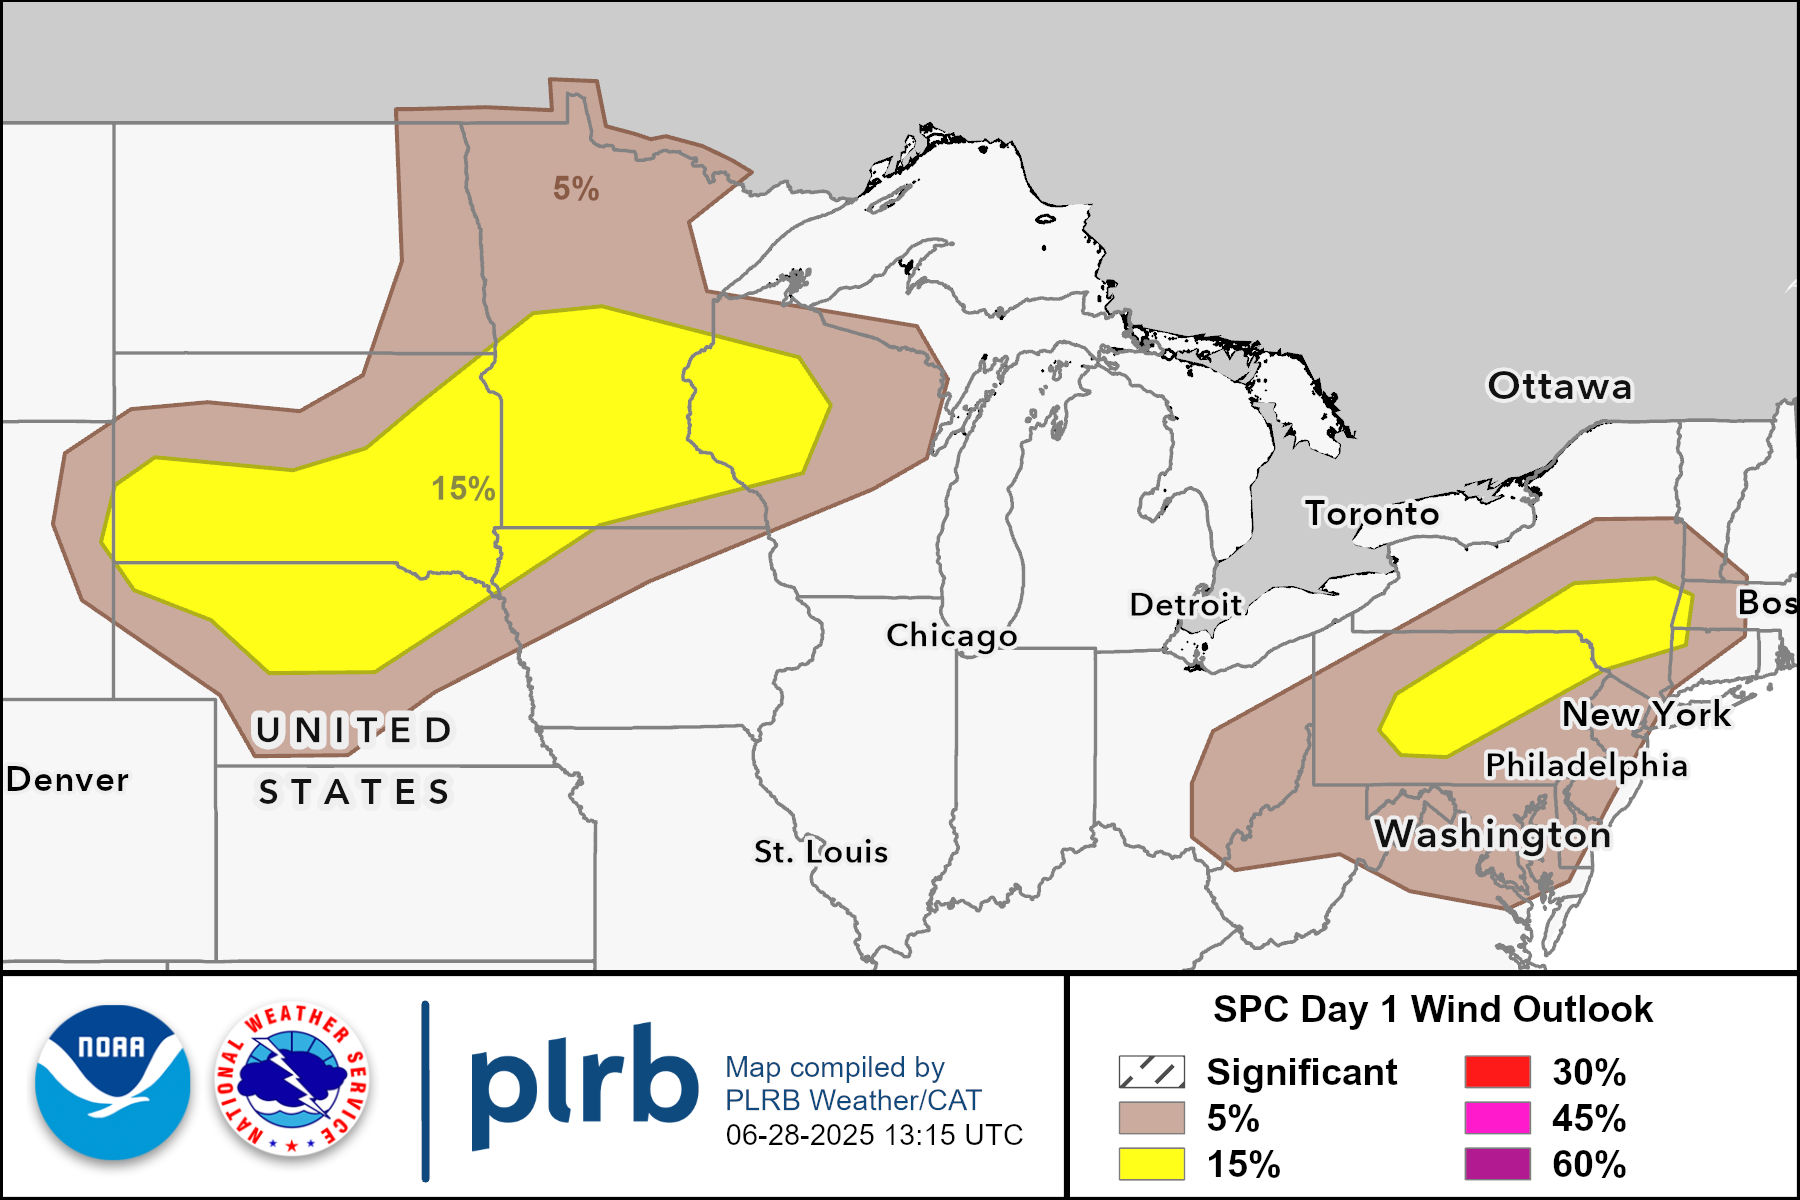 5%
Ottawa
15%
Toronto
Detroit
Bos
Chicago
New York
UNITED
Philadelphia
Denver
STATES
Washington
St. Louis
NOAA
NATIONAL WEATHER SERVICE
plrb
Map compiled by
PLRB Weather/CAT
06-28-2025 13:15 UTC
SPC Day 1 Wind Outlook
Significant
5%
15%
30%
45%
60%